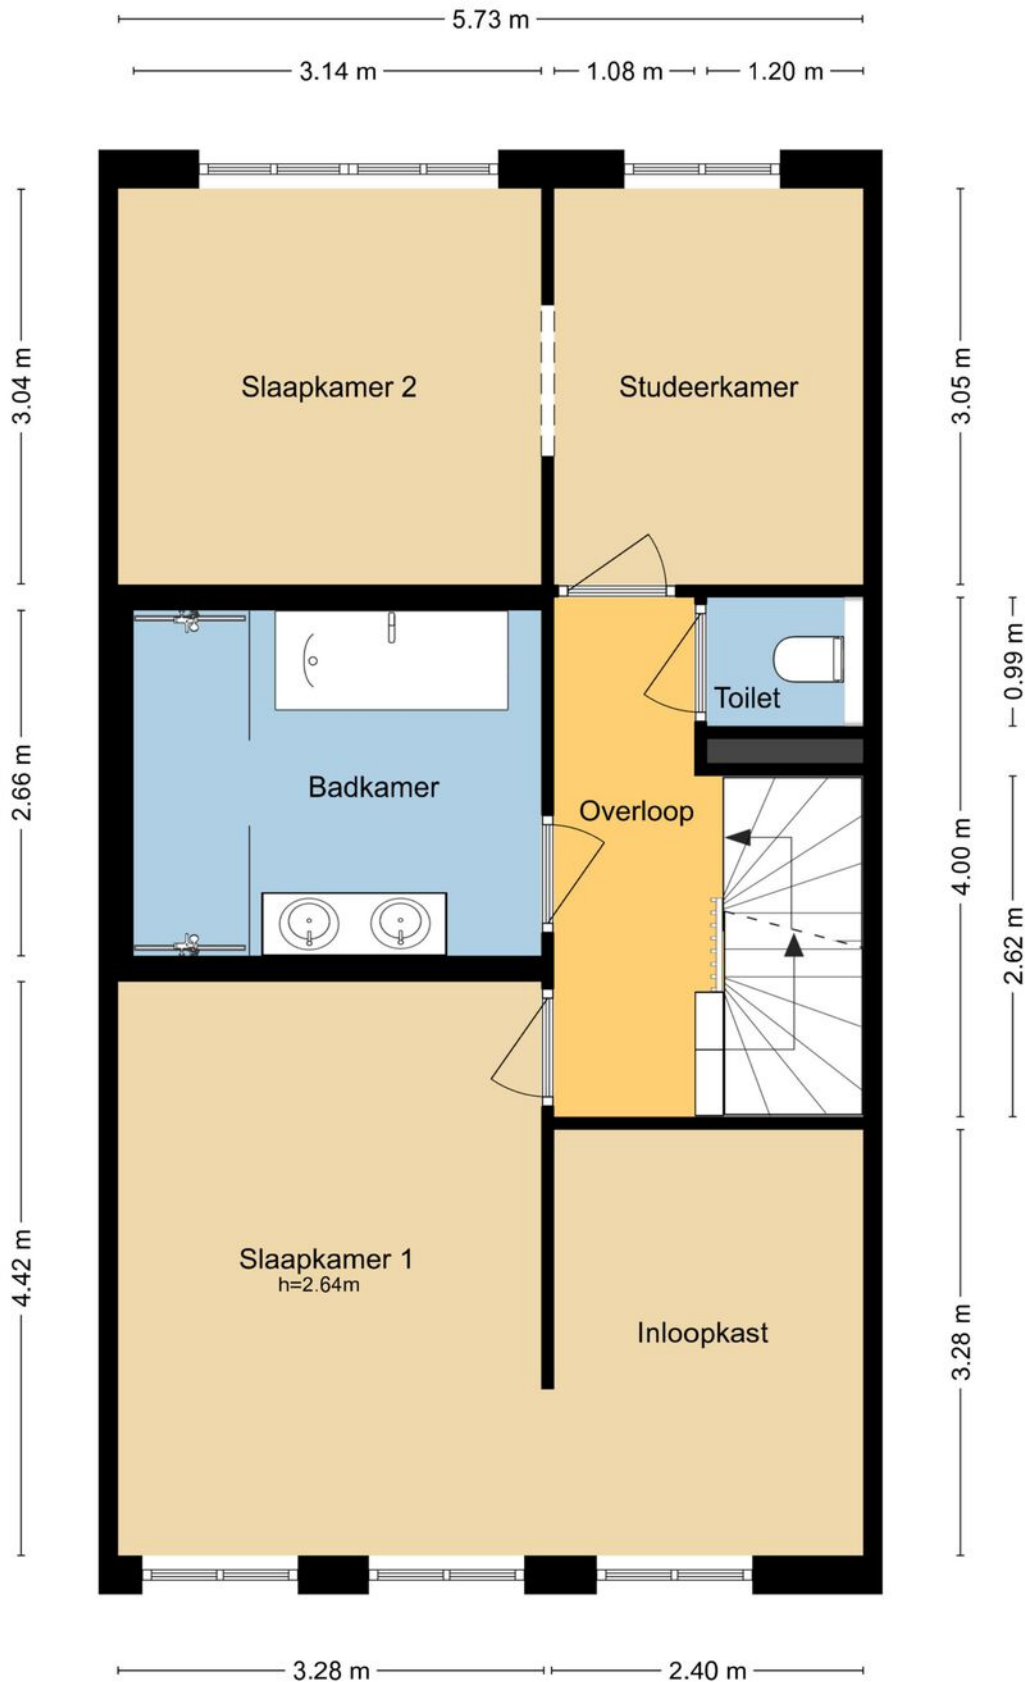 5.73 m
3.14 m
1.08 m
1.20 m
3.04 m
Slaapkamer 2
Studeerkamer
3.05 m
0.99 m
Toilet
2.66 m
Badkamer
Overloop
4.00 m
2.62 m
4.42 m
Slaapkamer 1
h=2.64m
Inloopkast
3.28 m
3.28 m
2.40 m